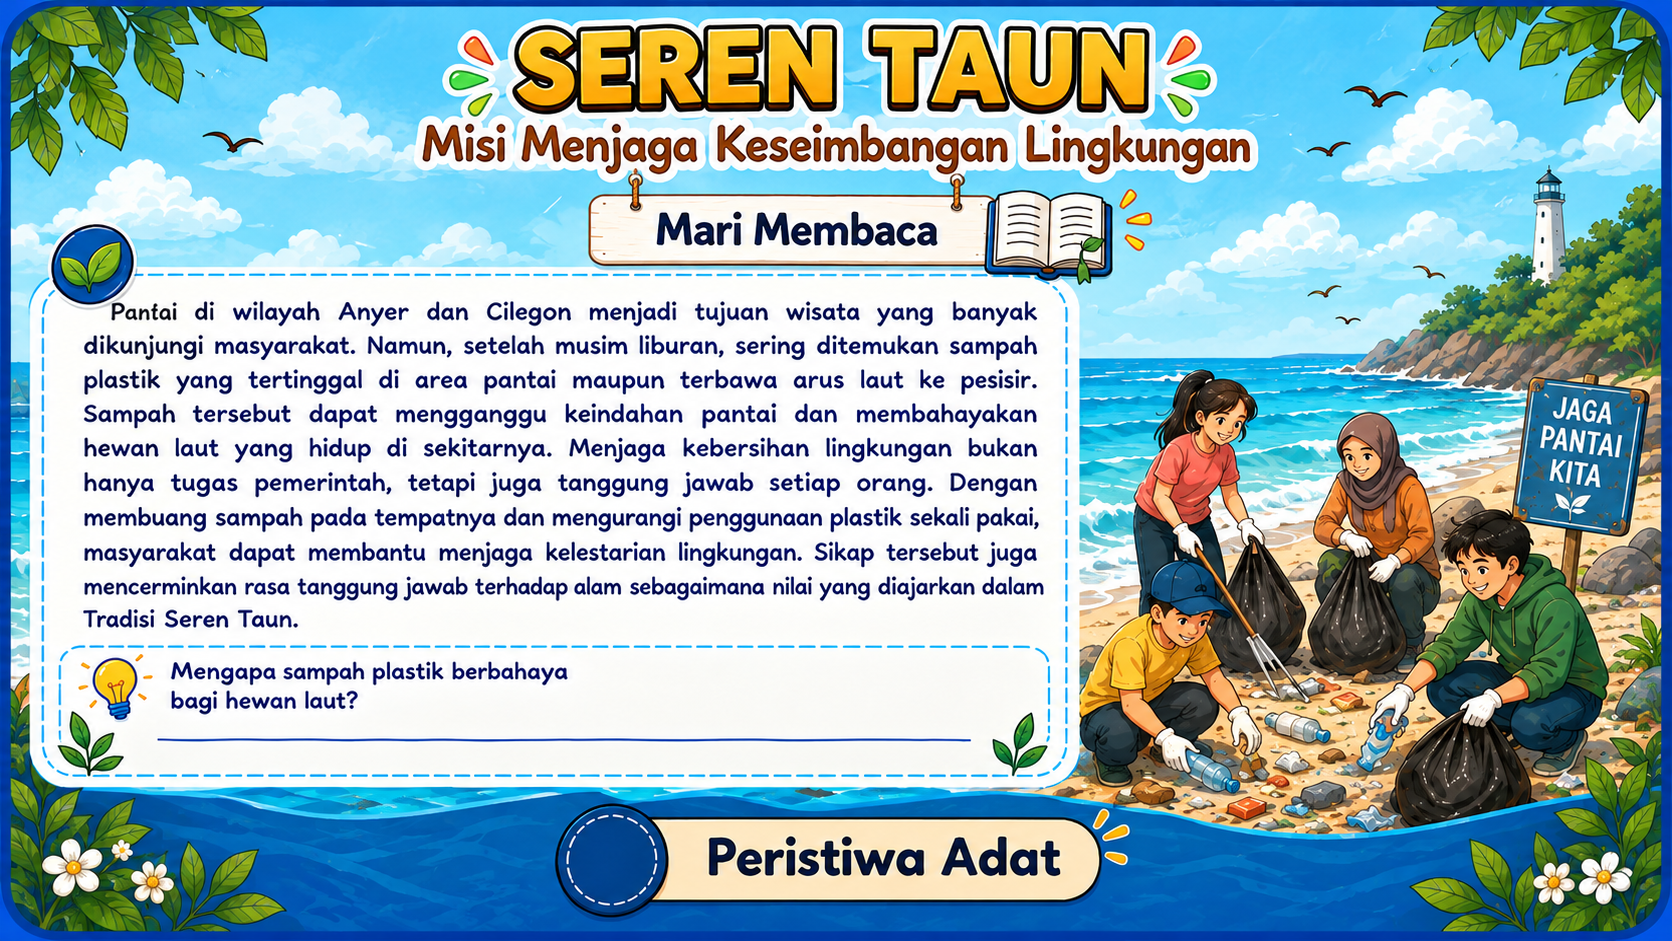 SEREN TAUN
Misi Menjaga Keseimbangan Lingkungan
Mari Membaca
Pantai di wilayah Anyer dan Cilegon menjadi tujuan wisata yang banyak
dikunjungi masyarakat. Namun, setelah musim liburan, sering ditemukan sampah
plastik yang tertinggal di area pantai maupun terbawa arus laut ke pesisir.
Sampah tersebut dapat mengganggu keindahan pantai dan membahayakan
hewan laut yang hidup di sekitarnya. Menjaga kebersihan lingkungan bukan
hanya tugas pemerintah, tetapi juga tanggung jawab setiap orang. Dengan
membuang sampah pada tempatnya dan mengurangi penggunaan plastik sekali pakai,
masyarakat dapat membantu menjaga kelestarian lingkungan. Sikap tersebut juga
mencerminkan rasa tanggung jawab terhadap alam sebagaimana nilai yang diajarkan dalam
Tradisi Seren Taun.
Mengapa sampah plastik berbahaya
bagi hewan laut?
JAGA
PANTAI
KITA
Peristiwa Adat